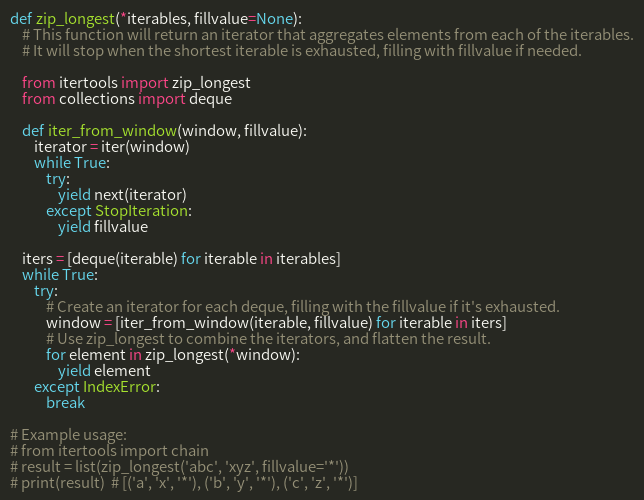 def zip_longest(*iterables, fillvalue=None):
    # This function will return an iterator that aggregates elements from each of the iterables.
    # It will stop when the shortest iterable is exhausted, filling with fillvalue if needed.

    from itertools import zip_longest
    from collections import deque

    def iter_from_window(window, fillvalue):
        iterator = iter(window)
        while True:
            try:
                yield next(iterator)
            except StopIteration:
                yield fillvalue

    iters = [deque(iterable) for iterable in iterables]
    while True:
        try:
            # Create an iterator for each deque, filling with the fillvalue if it's exhausted.
            window = [iter_from_window(iterable, fillvalue) for iterable in iters]
            # Use zip_longest to combine the iterators, and flatten the result.
            for element in zip_longest(*window):
                yield element
        except IndexError:
            break

# Example usage:
# from itertools import chain
# result = list(zip_longest('abc', 'xyz', fillvalue='*'))
# print(result)  # [('a', 'x', '*'), ('b', 'y', '*'), ('c', 'z', '*')]